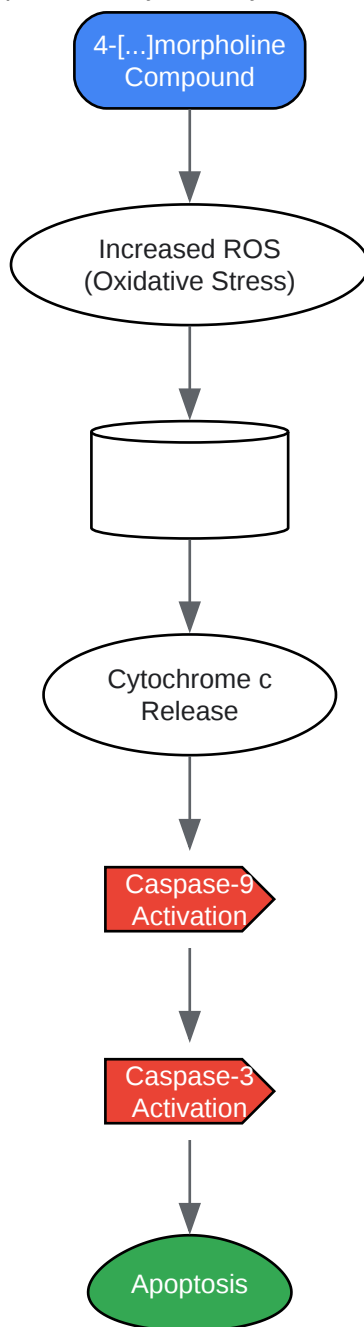 4-[...]morpholine
Compound
Increased ROS
(Oxidative Stress)
Cytochrome c
Release
Caspase-9
Activation
Caspase-3
Activation
Apoptosis